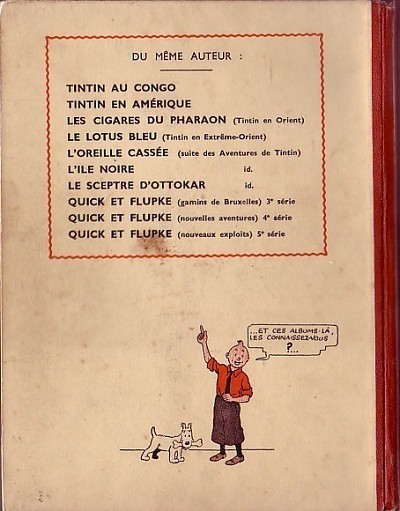 DU MÊME AUTEUR :
TINTIN AU CONGO
TINTIN EN AMÉRIQUE
LES CIGARES DU PHARAON (Tintin en Orient)
LE LOTUS BLEU (Tintin en Extrême-Orient)
L'OREILLE CASSÉE (suite des Aventures de Tintin)
L'ILE NOIRE id.
LE SCEPTRE D'OTTOKAR id.
QUICK ET FLUPKE (gamins de Bruxelles) 3e série
QUICK ET FLUPKE (nouvelles aventures) 4e série
QUICK ET FLUPKE (nouveaux exploits) 5e série
...ET CES ALBUMS-LÀ,
LES CONNAISSEZ-VOUS
?...